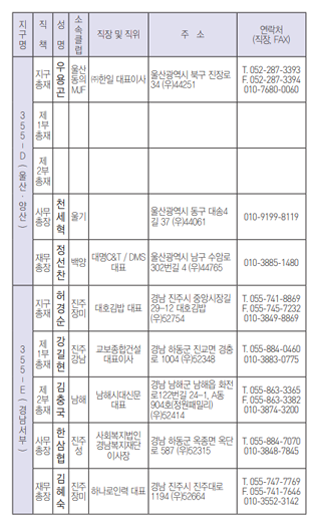 지구명 직책 성명 소속클럽 직장 및 직위 주 소 연락처 (직장, FAX)
355-D(울산·양산)
지구총재 우용곤 울산동의MJF ㈜한일 대표이사 울산광역시 북구 진장로 34 (우)44251 T. 052-287-3393 F. 052-287-3394 010-7680-0060
제1부총재
제2부총재
사무총장 천세혁 울기 울산광역시 동구 대송4길 37 (우)44061 010-9199-8119
재무총장 정선찬 백양 대명C&T / DMS 대표 울산광역시 남구 수암로 302번길 4 (우)44765 010-3885-1480
355-E(경남서부)
지구총재 허경순 진주장미 대호김밥 대표 경남 진주시 중앙시장길 29-12 대호김밥 (우)52754 T. 055-741-8869 F. 055-745-7232 010-3849-8869
제1부총재 강길현 진주강남 교보종합건설 대표이사 경남 하동군 진교면 경충로 1004 (우)52348 T. 055-884-0460 010-3883-0775
제2부총재 김충국 남해 남해시대신문 대표 경남 남해군 남해읍 화전로122번길 24-1, A동 904호(정원패밀리) (우)52414 T. 055-863-3365 F. 055-863-3382 010-3874-3200
사무총장 한삼협 진주성 사회복지법인 경남복지재단 이사장 경남 하동군 옥종면 옥단로 587 (우)52315 T. 055-884-7070 010-3848-7845
재무총장 김혜숙 진주장미 하나로인력 대표 경남 진주시 진주대로 1194 (우)52664 T. 055-747-7769 F. 055-741-7646 010-3552-3142